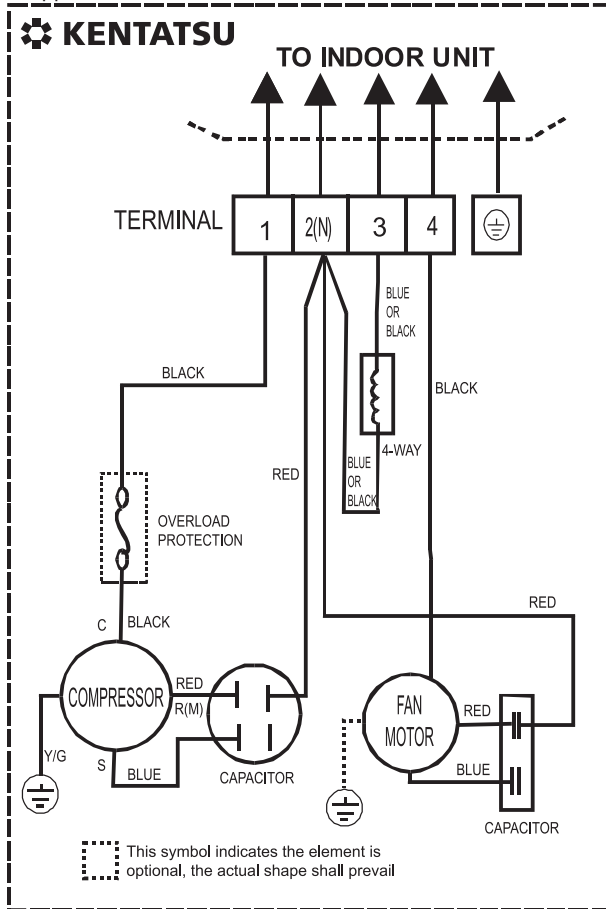 KENTATSU
TO INDOOR UNIT
TERMINAL
1
2(N)
3
4
BLUE
OR
BLACK
BLACK
BLACK
4-WAY
RED
BLUE
OR
BLACK
OVERLOAD
PROTECTION
RED
C
BLACK
COMPRESSOR
RED
R(M)
FAN
MOTOR
RED
Y/G
S
BLUE
CAPACITOR
BLUE
CAPACITOR
This symbol indicates the element is
optional, the actual shape shall prevail